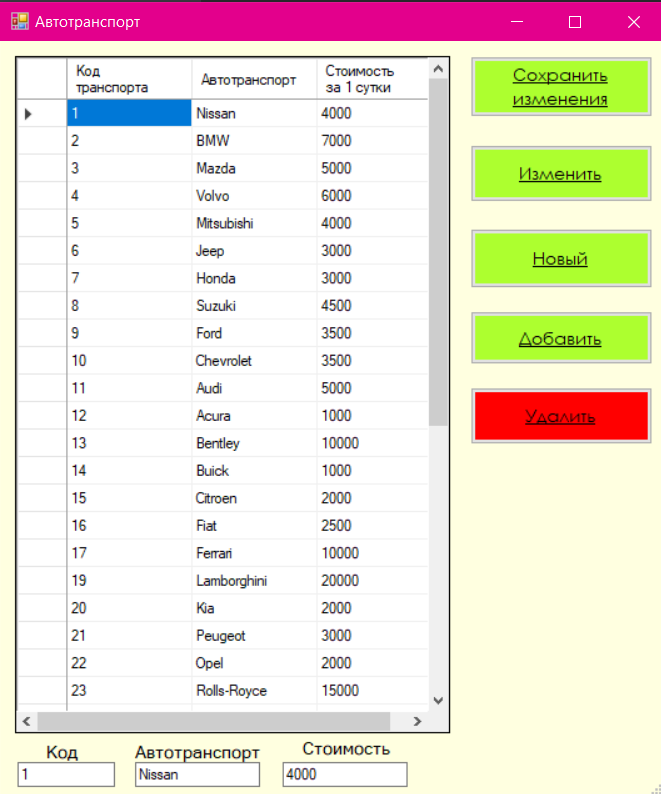 Автотранспорт
Код транспорта Автотранспорт Стоимость за 1 сутки
1 Nissan 4000
2 BMW 7000
3 Mazda 5000
4 Volvo 6000
5 Mitsubishi 4000
6 Jeep 3000
7 Honda 3000
8 Suzuki 4500
9 Ford 3500
10 Chevrolet 3500
11 Audi 5000
12 Acura 1000
13 Bentley 10000
14 Buick 1000
15 Citroen 2000
16 Fiat 2500
17 Ferrari 10000
19 Lamborghini 20000
20 Kia 2000
21 Peugeot 3000
22 Opel 2000
23 Rolls-Royce 15000
Сохранить
изменения
Изменить
Новый
Добавить
Удалить
Код Автотранспорт Стоимость
1 Nissan 4000